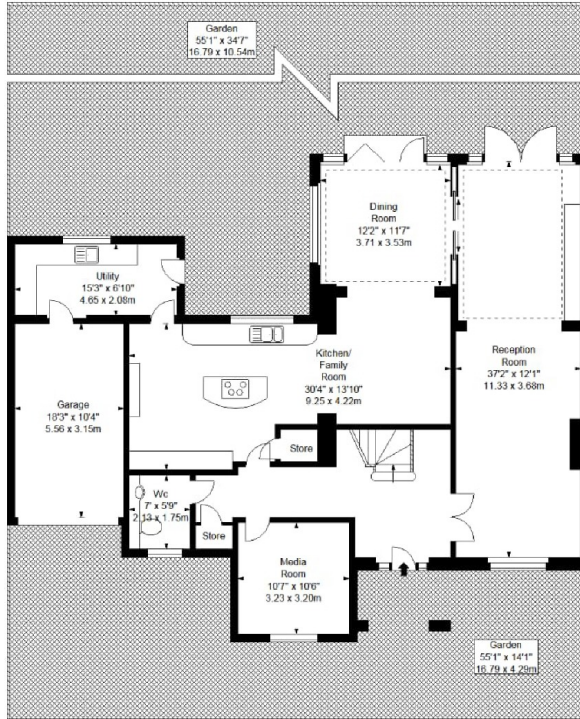 Garden
55'1" x 34'7"
16.79 x 10.54m
Dining
Room
12'2" x 11'7"
3.71 x 3.53m
Utility
15'3" x 6'10"
4.65 x 2.08m
Kitchen/
Family
Room
30'4" x 13'10"
9.25 x 4.22m
Reception
Room
37'2" x 12'1"
11.33 x 3.68m
Garage
18'3" x 10'4"
5.56 x 3.15m
Store
Wc
7' x 5'9"
2.13 x 1.75m
Store
Media
Room
10'7" x 10'6"
3.23 x 3.20m
Garden
55'1" x 14'1"
16.79 x 4.29m